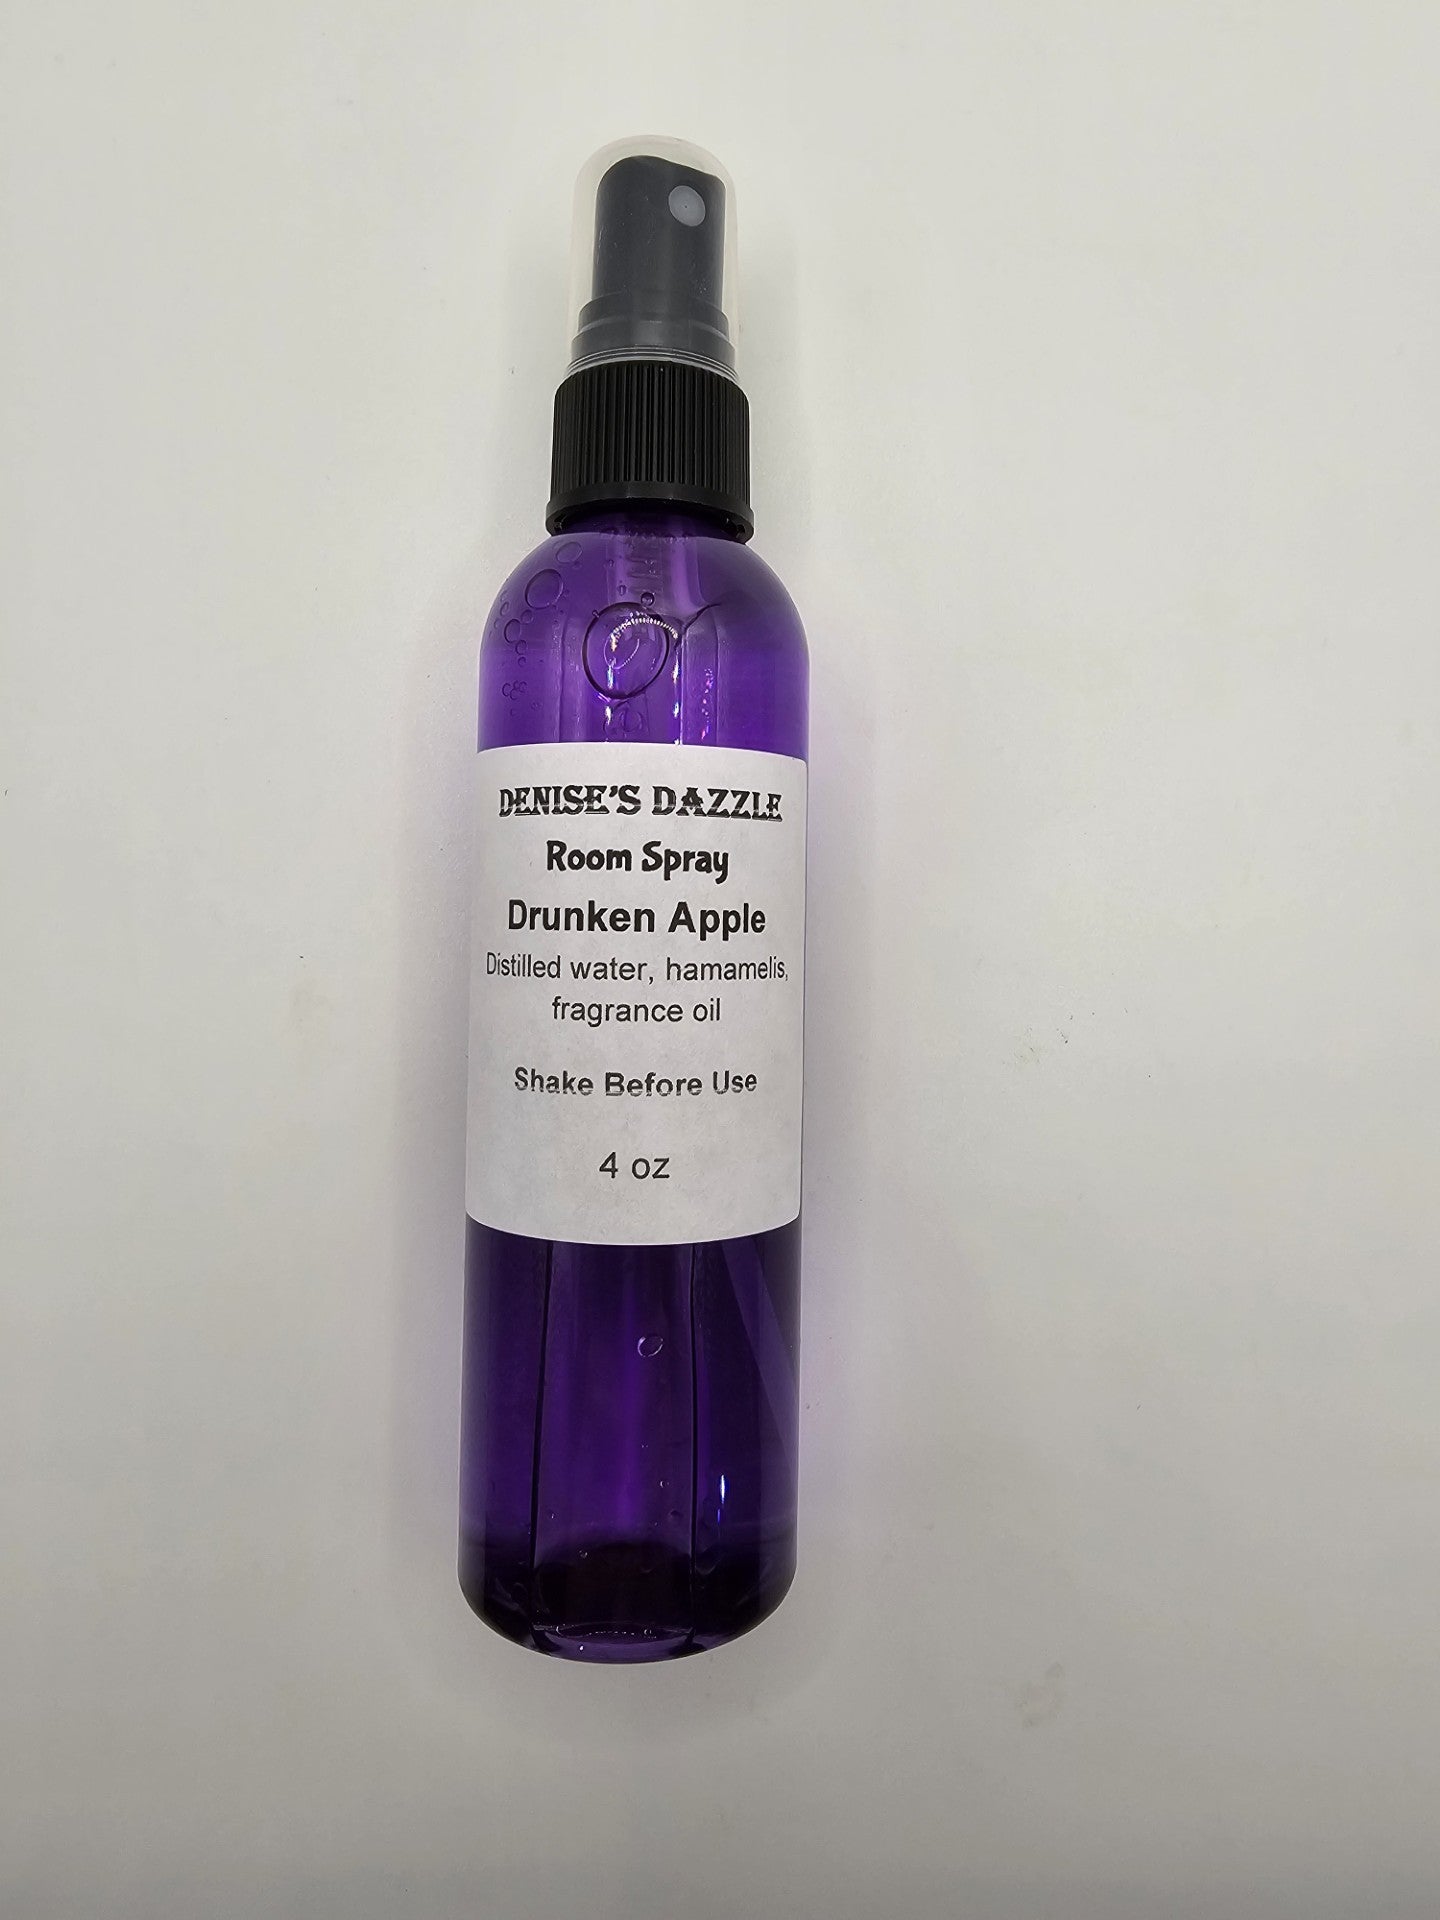 DENISE'S DAZZLE
Room Spray
Drunken Apple
Distilled water, hamamelis,
fragrance oil
Shake Before Use
4 oz